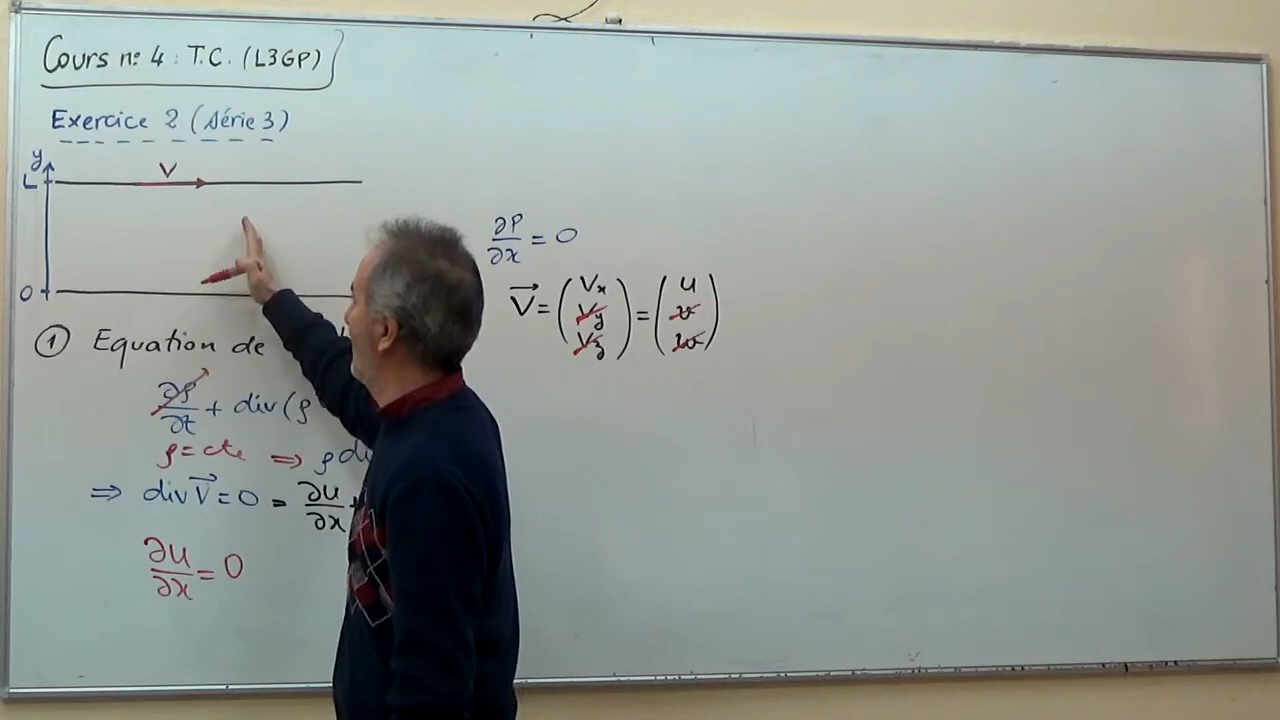 Cours n° 4 : T.C. (L3GP)
Exercice 2 (Série 3)
y
L
V
0
∂P/∂x = 0
V⃗ = (Vx Vy Vz) = (u v w)
① Equation de
∂ρ/∂t + div(ρ
ρ = cte ⇒ ρ
⇒ div V⃗ = 0 = ∂u/∂x +
∂u/∂x = 0